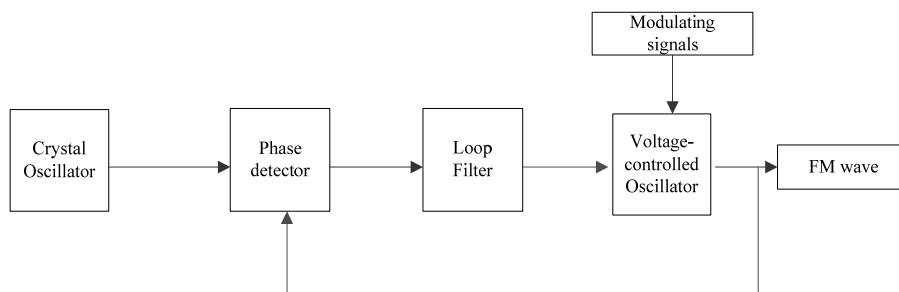 Modulating
signals
Crystal
Oscillator
Phase
detector
Loop
Filter
Voltage-
controlled
Oscillator
FM wave